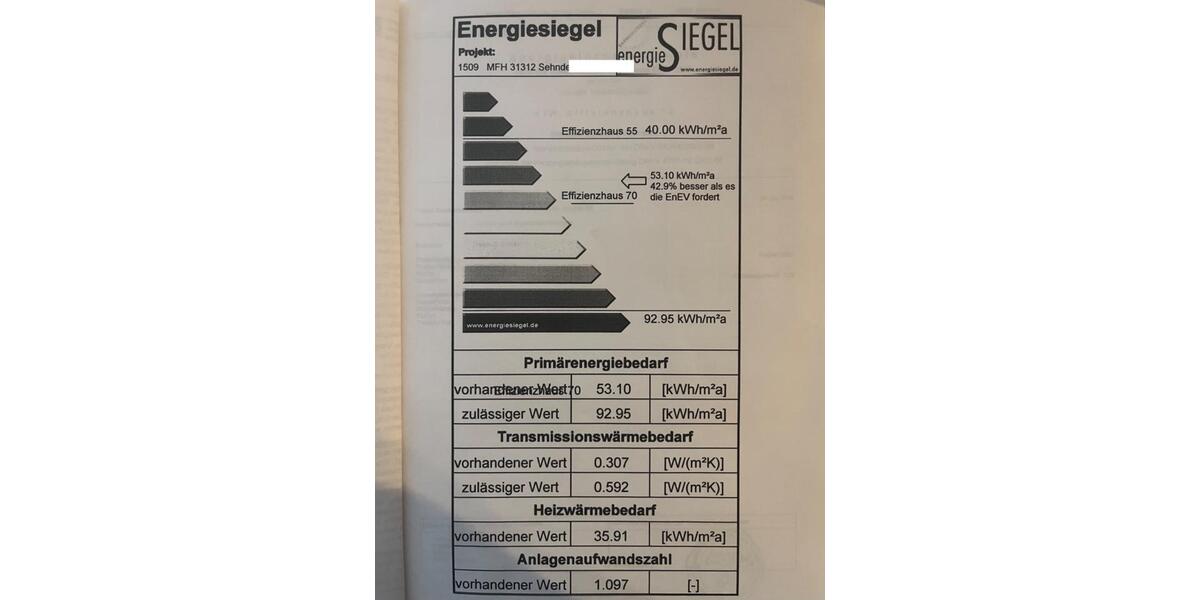 Energiesiegel
Projekt:
1509 MFH 31312 Sehnde
energie SIEGEL
www.energiesiegel.de
Effizienzhaus 55 40.00 kWh/m²a
53.10 kWh/m²a
42.9% besser als es
die EnEV fordert
Effizienzhaus 70
92.95 kWh/m²a
www.energiesiegel.de
Primärenergiebedarf
vorhandener Wert 53.10 [kWh/m²a]
Effizienzhaus 70
zulässiger Wert 92.95 [kWh/m²a]
Transmissionswärmebedarf
vorhandener Wert 0.307 [W/(m²K)]
zulässiger Wert 0.592 [W/(m²K)]
Heizwärmebedarf
vorhandener Wert 35.91 [kWh/m²a]
Anlagenaufwandszahl
vorhandener Wert 1.097 [-]